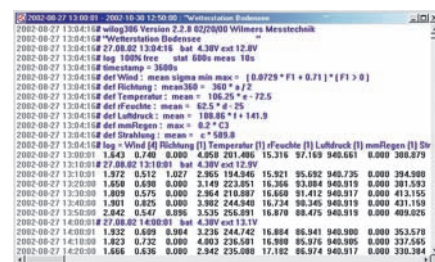 2002-08-27 13:00:01 - 2002-10-30 12:50:00 : "Wetterstation Bodensee
2002-08-27 13:04:16# wilog386 Version 2.2.8 02/20/00 Wilmers Messtechnik
2002-08-27 13:04:16# "Wetterstation Bodensee "
2002-08-27 13:04:16# 27.08.02 13:04:16 bat 4.38V ext 12.8V
2002-08-27 13:04:16# log 100% free stat 600s meas 10s
2002-08-27 13:04:16# timestamp = 3600s
2002-08-27 13:04:16# def Wind : mean sigma min max = [ 0.0729 * F1 + 0.71 ] * [ F1 > 0 ]
2002-08-27 13:04:16# def Richtung : mean360 = 360 * a / 2
2002-08-27 13:04:16# def Temperatur : mean = 106.25 * e - 72.5
2002-08-27 13:04:16# def rFeuchte : mean = 62.5 * d - 25
2002-08-27 13:04:16# def Luftdruck : mean = 108.86 * f + 141.9
2002-08-27 13:04:16# def mmRegen : max = 0.2 * C3
2002-08-27 13:04:16# def Strahlung : mean = c * 509.8
2002-08-27 13:04:16# log = Wind [4] Richtung [1] Temperatur [1] rFeuchte [1] Luftdruck [1] mmRegen [1] Str
2002-08-27 13:00:01 1.643 0.740 0.000 4.050 201.406 15.316 97.169 940.661 0.000 308.879
2002-08-27 13:10:01# 27.08.02 13:10:01 bat 4.38V ext 12.9V
2002-08-27 13:10:01 1.972 0.512 1.027 2.965 194.946 15.921 95.692 940.735 0.000 394.900
2002-08-27 13:20:01 1.650 0.690 0.000 3.149 223.851 16.366 93.884 940.919 0.000 381.593
2002-08-27 13:30:01 1.809 0.575 0.000 2.964 210.887 16.660 91.412 940.919 0.000 413.155
2002-08-27 13:40:01 1.901 0.825 0.000 3.982 244.940 16.734 90.345 940.919 0.000 431.159
2002-08-27 13:50:01 2.042 0.547 0.896 3.535 256.891 16.870 88.475 940.919 0.000 409.026
2002-08-27 14:00:01# 27.08.02 14:00:01 bat 4.38V ext 13.1V
2002-08-27 14:00:01 1.932 0.609 0.904 3.236 244.742 16.884 86.941 940.900 0.000 353.578
2002-08-27 14:10:01 1.823 0.732 0.000 4.003 236.501 16.980 85.976 940.905 0.000 337.565
2002-08-27 14:20:01 1.666 0.636 0.000 2.942 235.088 17.182 86.974 940.917 0.000 330.384